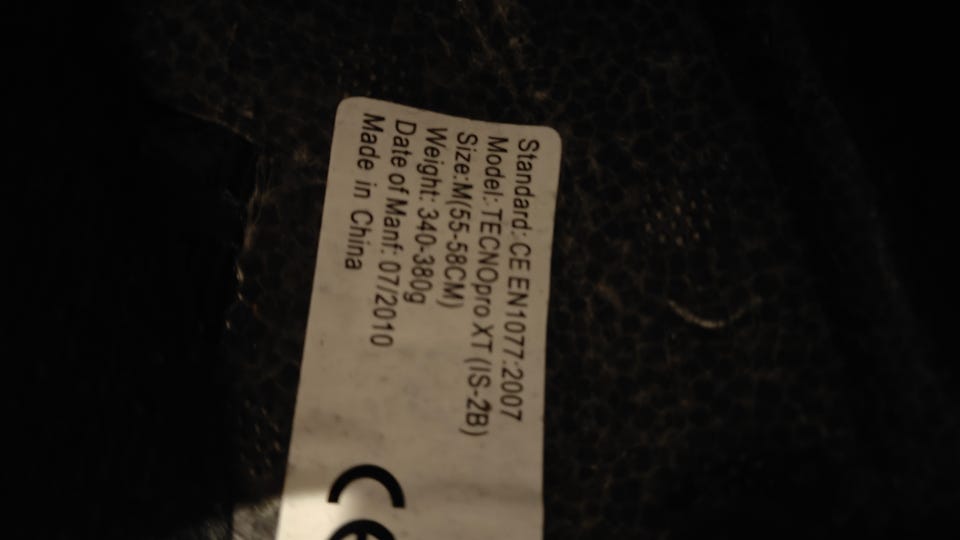 Standard: CE EN1077:2007
Model: TECNOpro XT (IS-2B)
Size:M(55-58CM)
Weight: 340-380g
Date of Manf: 07/2010
Made in China
CE